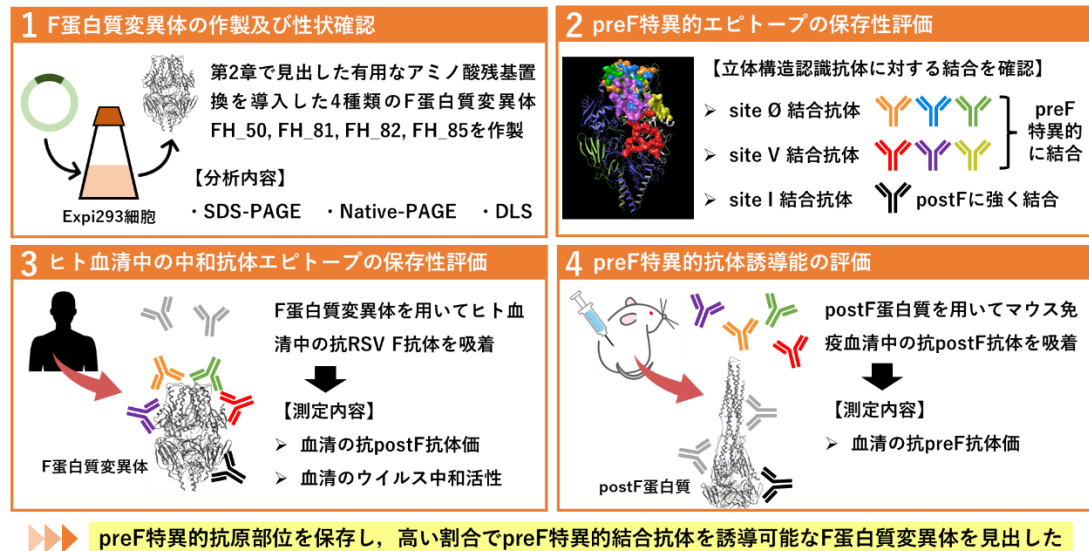 1 F蛋白質変異体の作製及び性状確認
第2章で見出した有用なアミノ酸残基置
換を導入した4種類のF蛋白質変異体
FH_50, FH_81, FH_82, FH_85を作製
【分析内容】
・SDS-PAGE ・Native-PAGE ・DLS
Expi293細胞
2 preF特異的エピトープの保存性評価
【立体構造認識抗体に対する結合を確認】
➢ site Ø 結合抗体
➢ site V 結合抗体
preF
特異的
に結合
➢ site I 結合抗体 postFに強く結合
3 ヒト血清中の中和抗体エピトープの保存性評価
F蛋白質変異体を用いてヒト血
清中の抗RSV F抗体を吸着
【測定内容】
➢ 血清の抗postF抗体価
➢ 血清のウイルス中和活性
F蛋白質変異体
4 preF特異的抗体誘導能の評価
postF蛋白質を用いてマウス免
疫血清中の抗postF抗体を吸着
【測定内容】
➢ 血清の抗preF抗体価
postF蛋白質
preF特異的抗原部位を保存し，高い割合でpreF特異的結合抗体を誘導可能なF蛋白質変異体を見出した